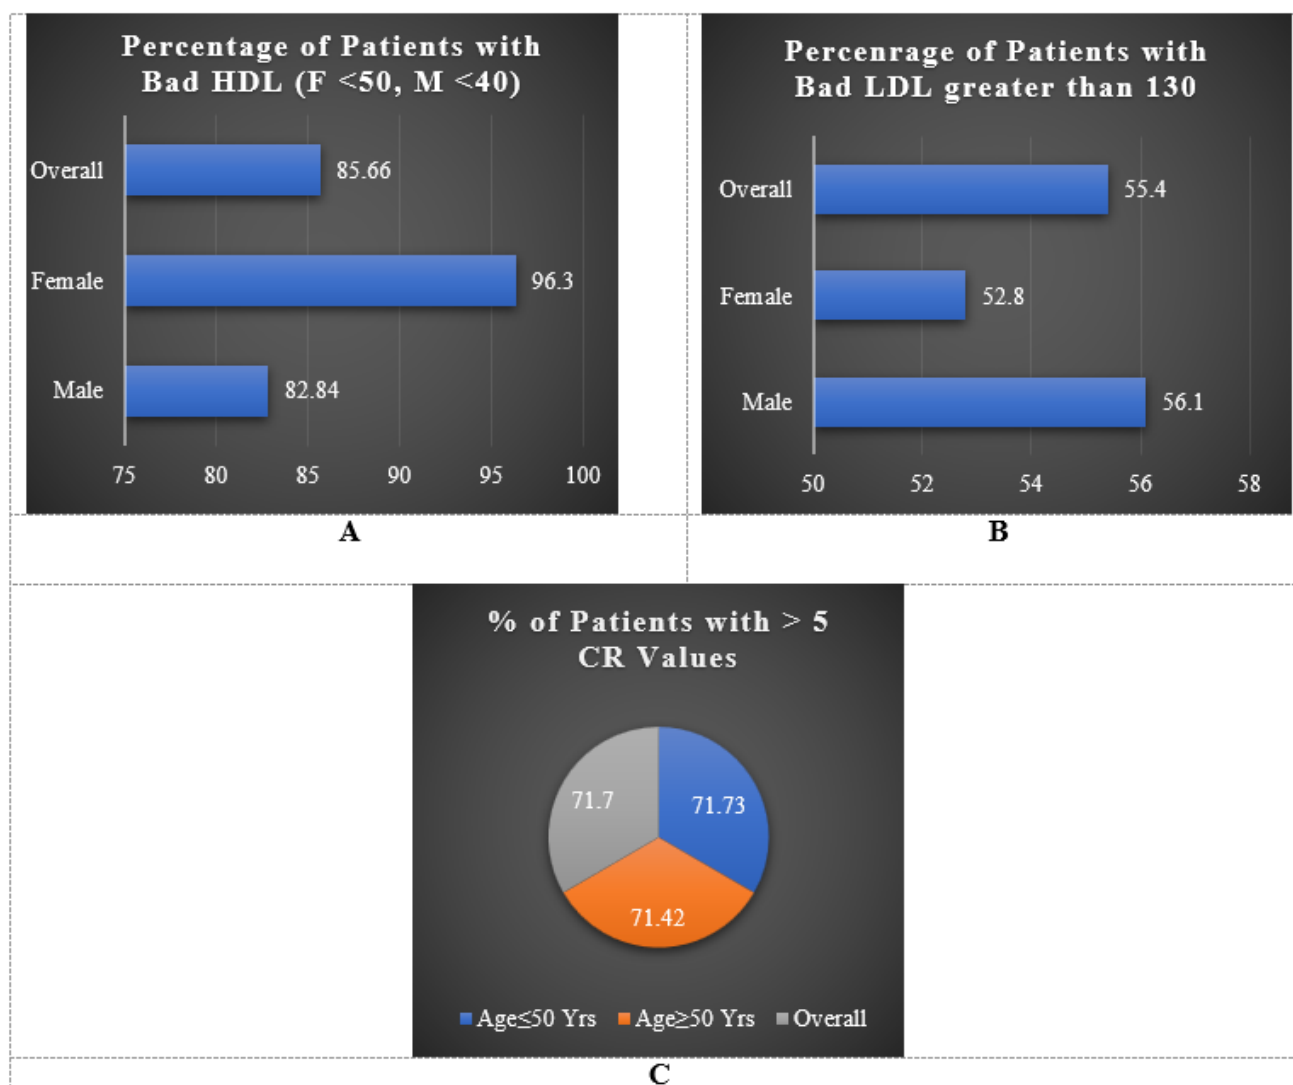 Percentage of Patients with
Bad HDL (F <50, M <40)
Overall
85.66
Female
96.3
Male
82.84
75 80 85 90 95 100
A
Percenrage of Patients with
Bad LDL greater than 130
Overall
55.4
Female
52.8
Male
56.1
50 52 54 56 58
B
% of Patients with > 5
CR Values
71.7
71.73
71.42
Age≤50 Yrs Age≥50 Yrs Overall
C